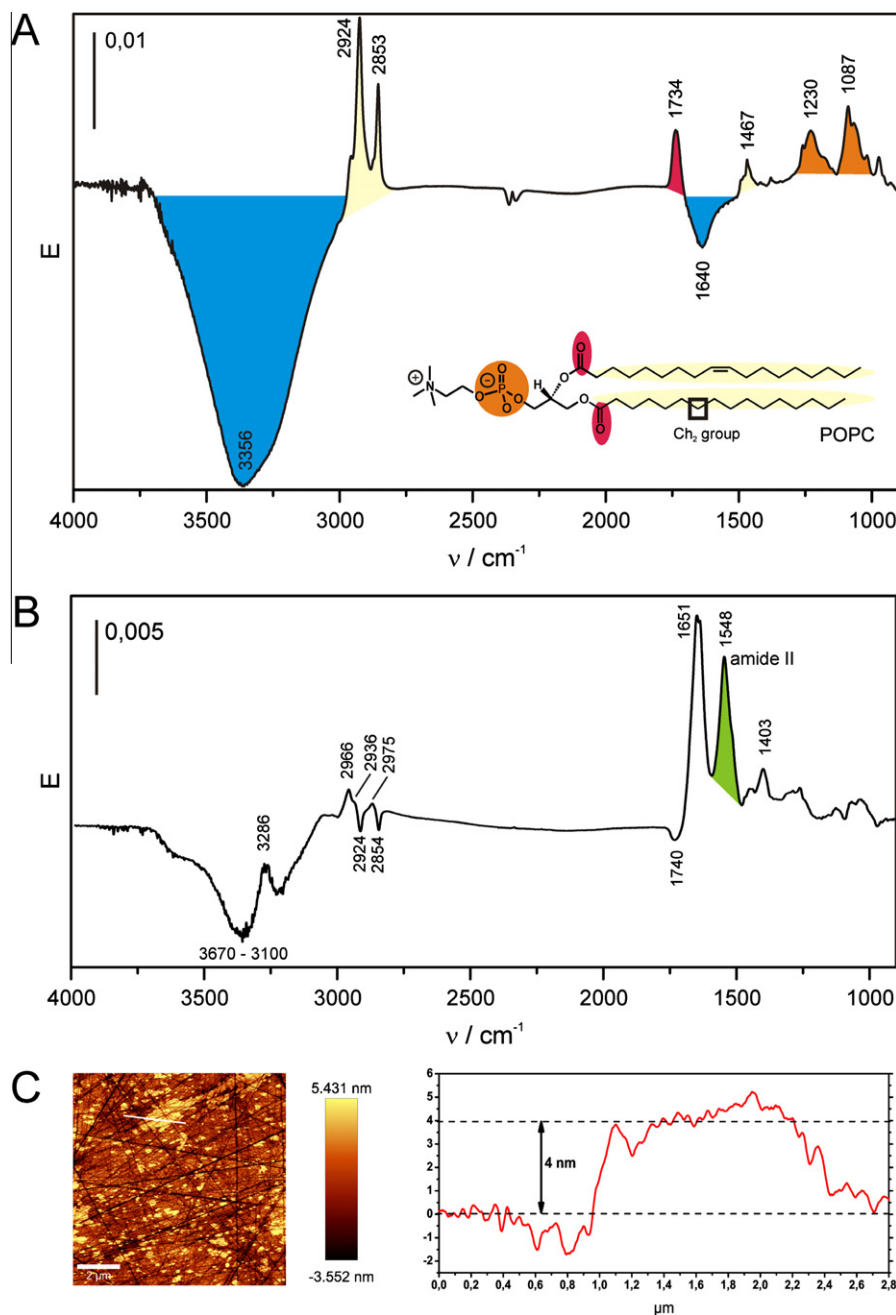 A
0,01
2924
2853
1734
1467
1230
1087
E
3356
1640
N
⊕
O
P
⊖
O
O
O
H
O
O
O
O
Ch₂ group
POPC
4000 3500 3000 2500 2000 1500 1000
ν / cm⁻¹
B
0,005
1651
1548
amide II
1403
2966
2936
2975
3286
2924
2854
1740
E
3670 - 3100
4000 3500 3000 2500 2000 1500 1000
ν / cm⁻¹
C
2 µm
5.431 nm
-3.552 nm
6
5
4
3
2
1
0
-1
-2
4 nm
0,0 0,2 0,4 0,6 0,8 1,0 1,2 1,4 1,6 1,8 2,0 2,2 2,4 2,6 2,8
µm